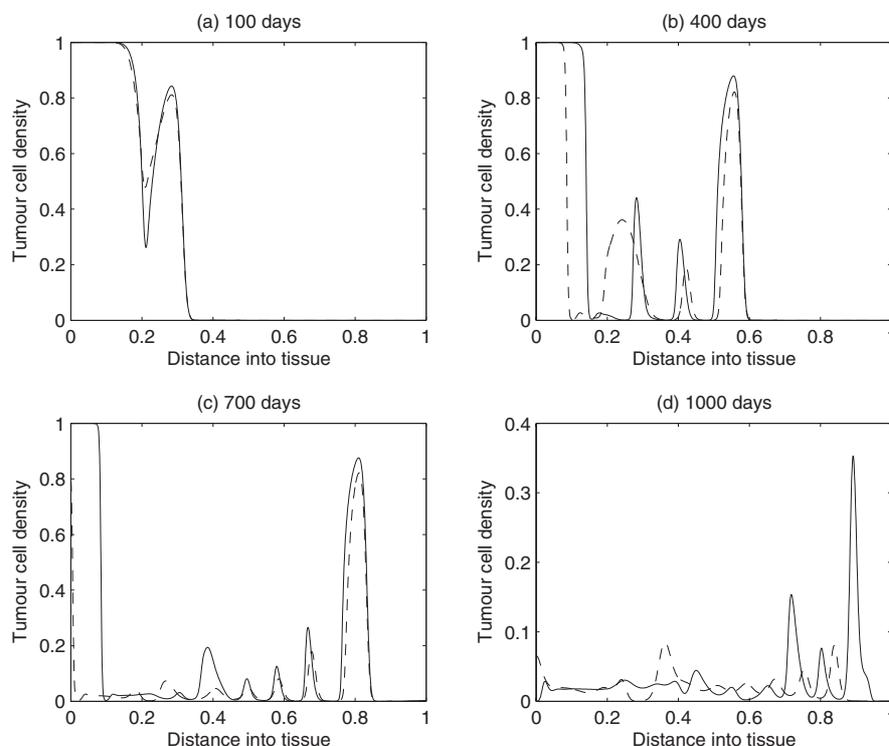 (a) 100 days
Tumour cell density
1
0.8
0.6
0.4
0.2
0
0 0.2 0.4 0.6 0.8 1
Distance into tissue
(b) 400 days
Tumour cell density
1
0.8
0.6
0.4
0.2
0
0 0.2 0.4 0.6 0.8
Distance into tissue
(c) 700 days
Tumour cell density
1
0.8
0.6
0.4
0.2
0
0 0.2 0.4 0.6 0.8 1
Distance into tissue
(d) 1000 days
Tumour cell density
0.4
0.3
0.2
0.1
0
0 0.2 0.4 0.6 0.8
Distance into tissue